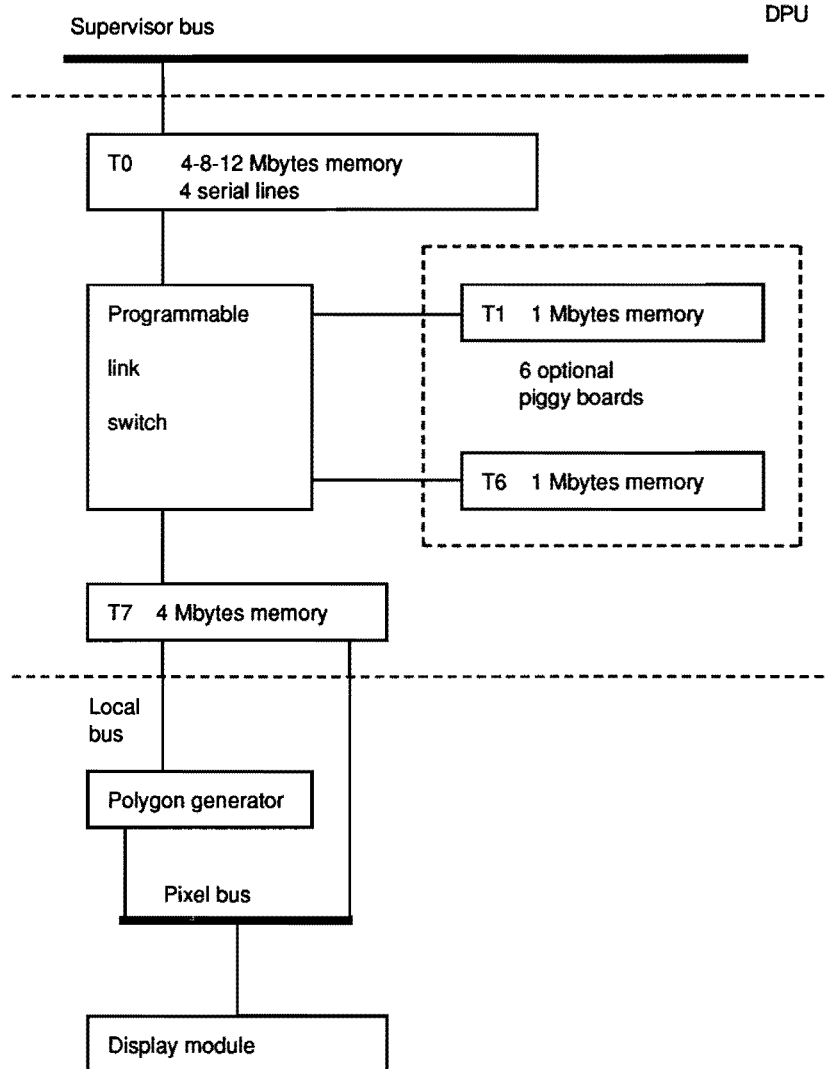 DPU
Supervisor bus
T0 4-8-12 Mbytes memory
4 serial lines
Programmable
link
switch
T1 1 Mbytes memory
6 optional
piggy boards
T6 1 Mbytes memory
T7 4 Mbytes memory
Local
bus
Polygon generator
Pixel bus
Display module